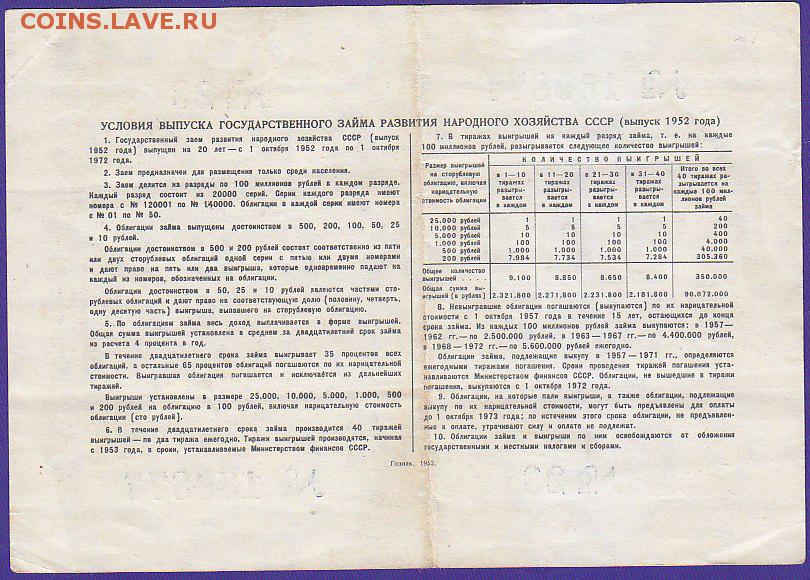 COINS.LAVE.RU
УСЛОВИЯ ВЫПУСКА ГОСУДАРСТВЕННОГО ЗАЙМА РАЗВИТИЯ НАРОДНОГО ХОЗЯЙСТВА СССР (выпуск 1952 года)
1. Государственный заем развития народного хозяйства СССР (выпуск
1952 года) выпущен на 20 лет — с 1 октября 1952 года по 1 октября
1972 года.
2. Заем предназначен для размещения только среди населения.
3. Заем делится на разряды по 100 миллионов рублей в каждом разряде.
Каждый разряд состоит из 20000 серий. Серии каждого разряда имеют
номера с № 120001 по № 140000. Облигации в каждой серии имеют номера
с № 01 по № 50.
4. Облигации займа выпущены достоинством в 500, 200, 100, 50, 25
и 10 рублей.
Облигации достоинством в 500 и 200 рублей состоят соответственно из пяти
или двух сторублевых облигаций одной серии с пятью или двумя номерами
и дают право на пять или два выигрыша, которые одновременно падают на
каждый из номеров, обозначенных на облигации.
Облигации достоинством в 50, 25 и 10 рублей являются частями сто-
рублевых облигаций и дают право на соответствующую долю (половину, четверть,
одну десятую часть) выигрыша, выпавшего на сторублевую облигацию.
5. По облигациям займа весь доход выплачивается в форме выигрышей.
Общая сумма выигрышей установлена в среднем за двадцатилетний срок займа
из расчета 4 процента в год.
В течение двадцатилетнего срока займа выигрывает 35 процентов всех
облигаций, а остальные 65 процентов облигаций погашаются по их нарицательной
стоимости. Выигравшая облигация погашается и исключается из дальнейших
тиражей.
Выигрыши установлены в размере 25.000, 10.000, 5.000, 1.000, 500
и 200 рублей на облигацию в 100 рублей, включая нарицательную стоимость
облигации (сто рублей).
6. В течение двадцатилетнего срока займа производится 40 тиражей
выигрышей — по два тиража ежегодно. Тиражи выигрышей производятся, начиная
с 1953 года, в сроки, устанавливаемые Министерством финансов СССР.
7. В тиражах выигрышей на каждый разряд займа, т. е. на каждые
100 миллионов рублей, разыгрывается следующее количество выигрышей:
Размер выигрышей на сторублевую облигацию, включая нарицательную стоимость облигации
КОЛИЧЕСТВО ВЫИГРЫШЕЙ
в 1—10 тиражах разыгрывается в каждом
в 11—20 тиражах разыгрывается в каждом
в 21—30 тиражах разыгрывается в каждом
в 31—40 тиражах разыгрывается в каждом
Итого во всех 40 тиражах разыгрывается на каждые 100 миллионов рублей займа
25.000 рублей 1 1 1 1 40
10.000 рублей 5 5 5 5 200
5.000 рублей 10 10 10 10 400
1.000 рублей 100 100 100 100 4.000
500 рублей 1.000 1.000 1.000 1.000 40.000
200 рублей 7.984 7.734 7.534 7.284 305.360
Общее количество
выигрышей . . . . 9.100 8.850 8.650 8.400 350.000
Общая сумма вы-
игрышей (в рублях) 2.321.800 2.271.800 2.231.800 2.181.800 90.072.000
8. Невыигравшие облигации погашаются (выкупаются) по их нарицательной
стоимости с 1 октября 1957 года в течение 15 лет, остающихся до конца
срока займа. Из каждых 100 миллионов рублей займа выкупаются: в 1957—
1962 гг.— по 2.500.000 рублей, в 1963—1967 гг.— по 4.400.000 рублей,
в 1968—1972 гг.— по 5.600.000 рублей ежегодно.
Облигации займа, подлежащие выкупу в 1957—1971 гг., определяются
ежегодными тиражами погашения. Сроки проведения тиражей погашения уста-
навливаются Министерством финансов СССР. Облигации, не вышедшие в тиражи
погашения, выкупаются с 1 октября 1972 года.
9. Облигации, на которые пали выигрыши, а также облигации, подлежащие
выкупу по их нарицательной стоимости, могут быть предъявлены для оплаты
до 1 октября 1973 года; по истечении этого срока облигации, не предъявлен-
ные к оплате, утрачивают силу и оплате не подлежат.
10. Облигации займа и выигрыши по ним освобождаются от обложения
государственными и местными налогами и сборами.
Гознак. 1952.